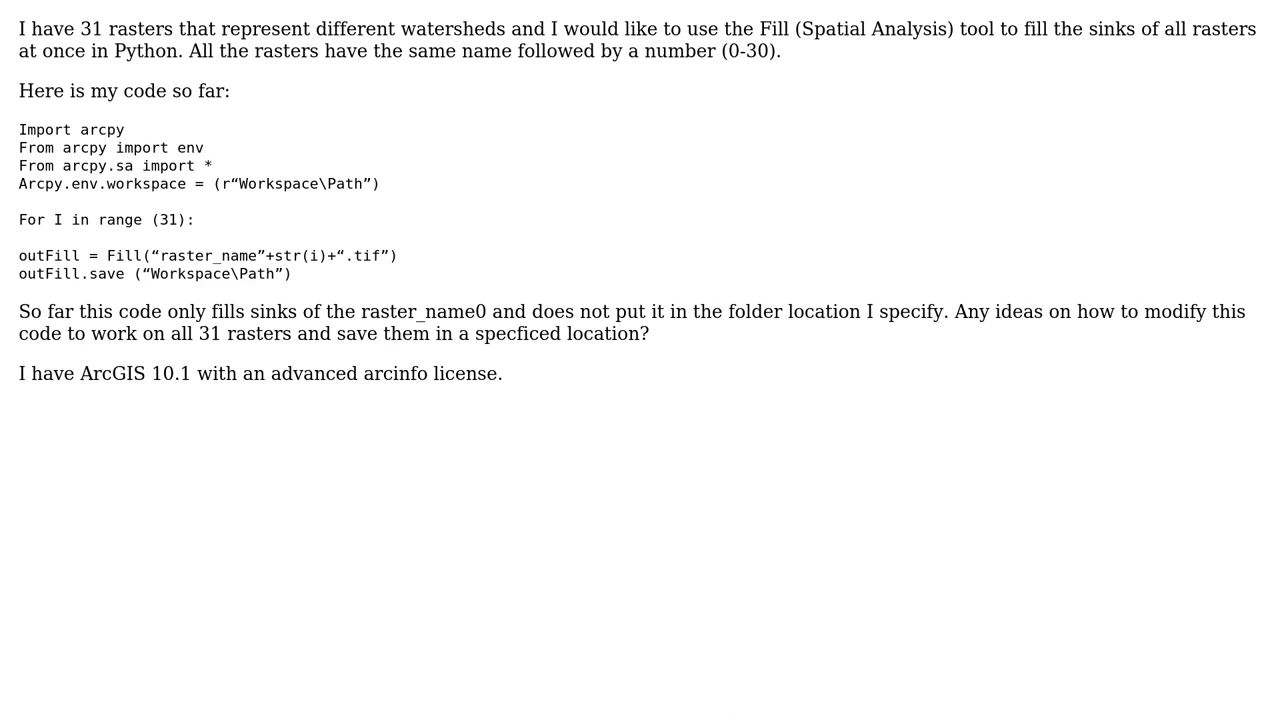 I have 31 rasters that represent different watersheds and I would like to use the Fill (Spatial Analysis) tool to fill the sinks of all rasters
at once in Python. All the rasters have the same name followed by a number (0-30).
Here is my code so far:
Import arcpy
From arcpy import env
From arcpy.sa import *
Arcpy.env.workspace = (r“Workspace\Path”)
For I in range (31):
outFill = Fill(“raster_name”+str(i)+“.tif”)
outFill.save (“Workspace\Path”)
So far this code only fills sinks of the raster_name0 and does not put it in the folder location I specify. Any ideas on how to modify this
code to work on all 31 rasters and save them in a specficed location?
I have ArcGIS 10.1 with an advanced arcinfo license.